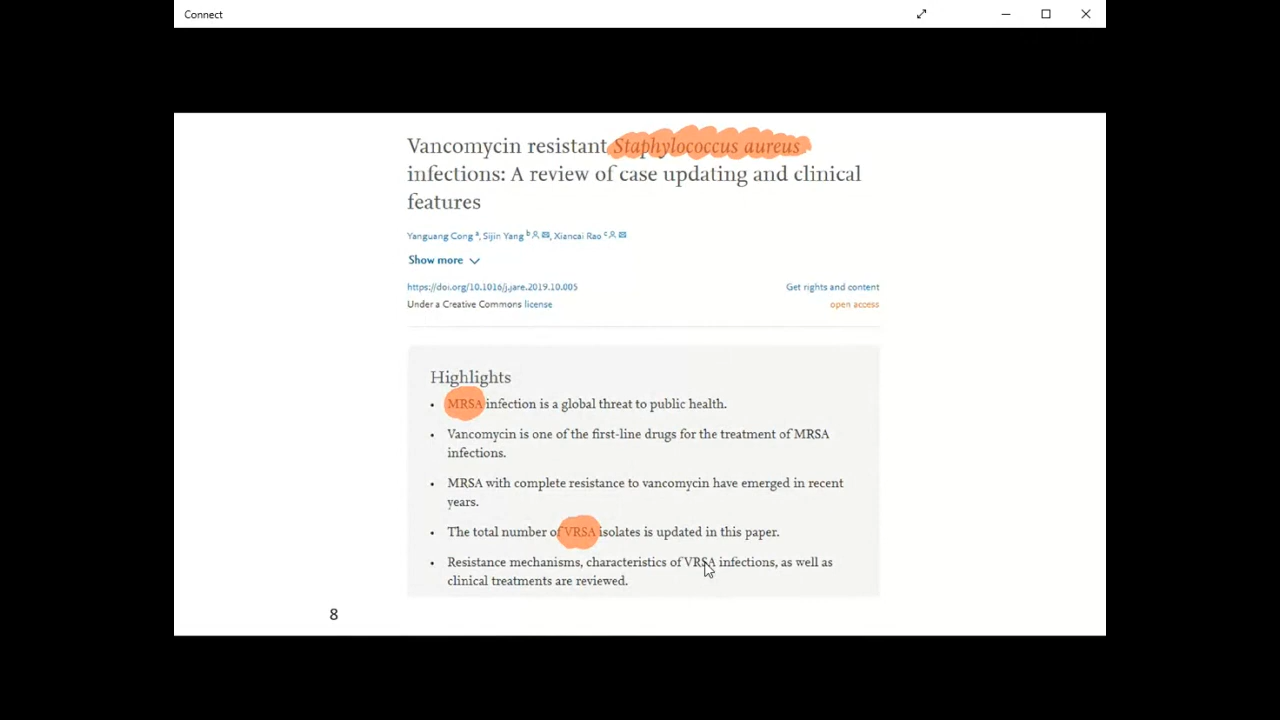 Connect
Vancomycin resistant Staphylococcus aureus
infections: A review of case updating and clinical
features
Yanguang Cong a, Sijin Yang b, Xiancai Rao c
Show more
https://doi.org/10.1016/j.jare.2019.10.005
Get rights and content
Under a Creative Commons license
open access
Highlights
• MRSA infection is a global threat to public health.
• Vancomycin is one of the first-line drugs for the treatment of MRSA
infections.
• MRSA with complete resistance to vancomycin have emerged in recent
years.
• The total number of VRSA isolates is updated in this paper.
• Resistance mechanisms, characteristics of VRSA infections, as well as
clinical treatments are reviewed.
8